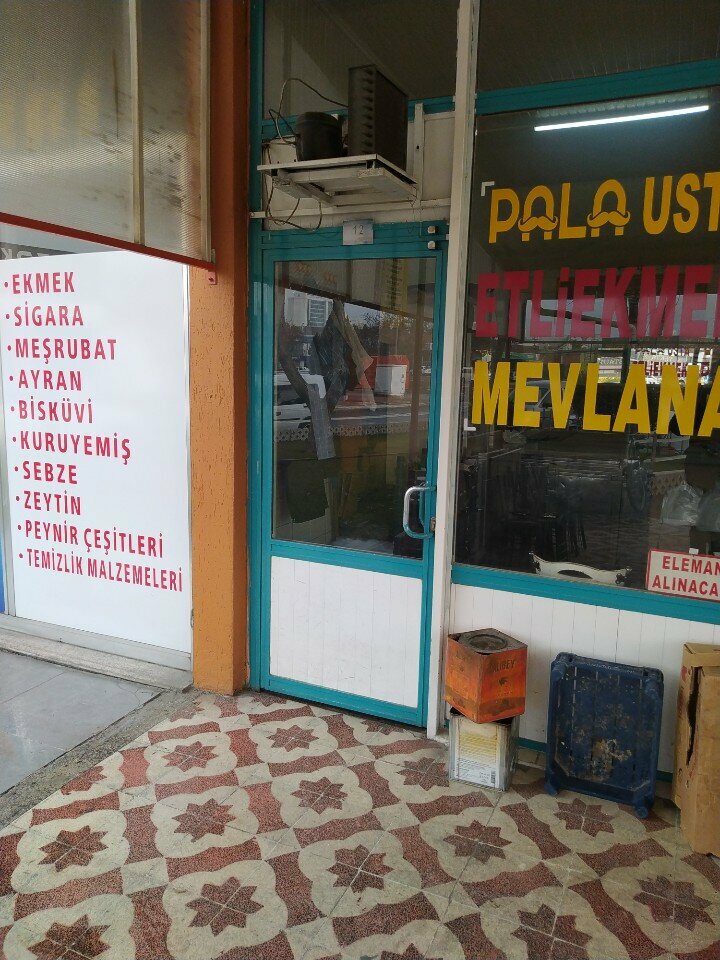 • EKMEK
• SİGARA
• MEŞRUBAT
• AYRAN
• BİSKÜVİ
• KURUYEMİŞ
• SEBZE
• ZEYTİN
• PEYNİR ÇEŞİTLERİ
• TEMİZLİK MALZEMELERİ
12
PALA UST
ETLİEKME
MEVLANA
ELEMAN
ALINACA